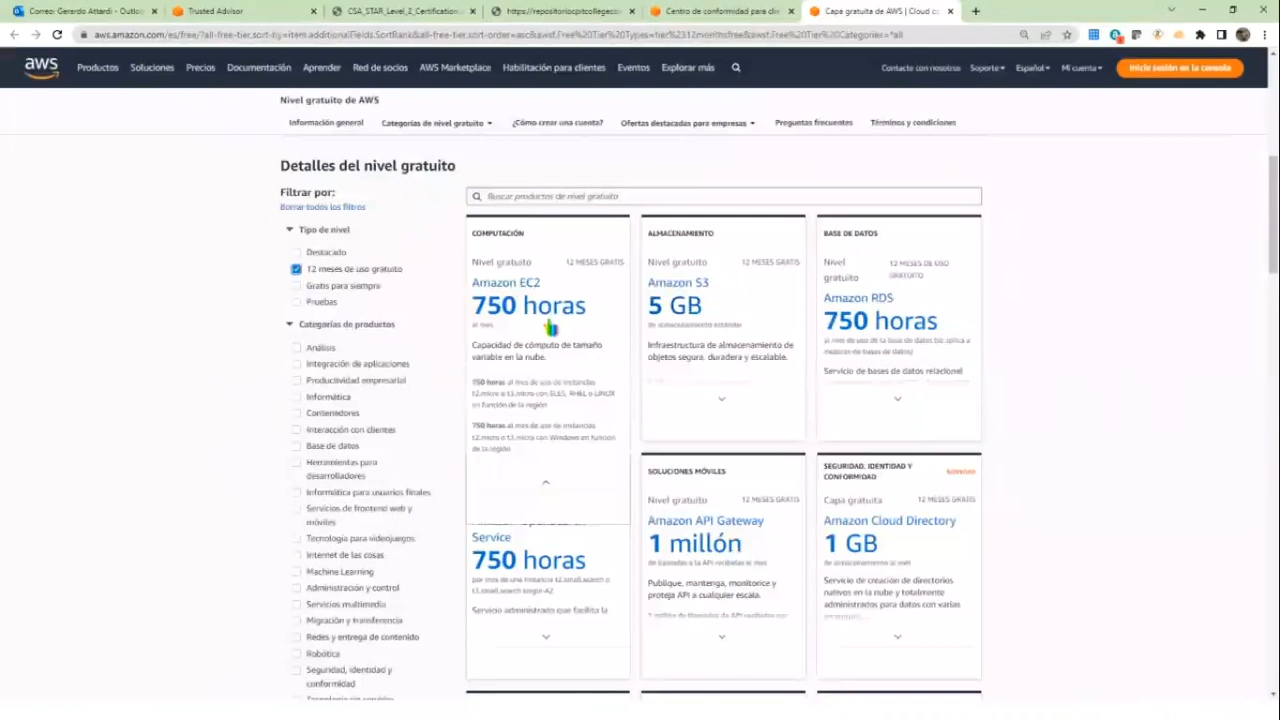 Correo: Gerardo Attardi - Outloo
Trusted Advisor
CSA_STAR_Level_2_Certification
https://repositoriocpitcollegeco
Centro de conformidad para clie
Capa gratuita de AWS | Cloud c
aws.amazon.com/es/free/?all-free-tier.sort-by=item.additionalFields.SortRank&all-free-tier.sort-order=asc&awsf.Free%20Tier%20Types=tier%2312monthsfree&awsf.Free%20Tier%20Categories=*all
aws
Productos
Soluciones
Precios
Documentación
Aprender
Red de socios
AWS Marketplace
Habilitación para clientes
Eventos
Explorar más
Contacte con nosotros
Soporte
Español
Mi cuenta
Inicie sesión en la consola
Nivel gratuito de AWS
Información general
Categorías de nivel gratuito
¿Cómo crear una cuenta?
Ofertas destacadas para empresas
Preguntas frecuentes
Términos y condiciones
Detalles del nivel gratuito
Filtrar por:
Borrar todos los filtros
Tipo de nivel
Destacado
12 meses de uso gratuito
Gratis para siempre
Pruebas
Categorías de productos
Análisis
Integración de aplicaciones
Productividad empresarial
Informática
Contenedores
Interacción con clientes
Base de datos
Herramientas para
desarrolladores
Informática para usuarios finales
Servicios de frontend web y
móviles
Tecnología para videojuegos
Internet de las cosas
Machine Learning
Administración y control
Servicios multimedia
Migración y transferencia
Redes y entrega de contenido
Robótica
Seguridad, identidad y
conformidad
Tecnología sin servidor
Buscar productos de nivel gratuito
COMPUTACIÓN
Nivel gratuito
12 MESES GRATIS
Amazon EC2
750 horas
al mes
Capacidad de cómputo de tamaño
variable en la nube.
750 horas al mes de uso de instancias
t2.micro o t3.micro con SLES, RHEL o LINUX
en función de la región
750 horas al mes de uso de instancias
t2.micro o t3.micro con Windows en función
de la región
ALMACENAMIENTO
Nivel gratuito
12 MESES GRATIS
Amazon S3
5 GB
de almacenamiento estándar
Infraestructura de almacenamiento de
objetos segura, duradera y escalable.
BASE DE DATOS
Nivel
gratuito
12 MESES DE USO
GRATUITO
Amazon RDS
750 horas
al mes de uso de la base de datos (se aplica a
motores de bases de datos)
Servicio de bases de datos relacional
Service
750 horas
por mes de una instancia t2.small.search o
t3.small.search single-AZ
Servicio administrado que facilita la
SOLUCIONES MÓVILES
Nivel gratuito
12 MESES GRATIS
Amazon API Gateway
1 millón
de llamadas a la API recibidas al mes
Publique, mantenga, monitorice y
proteja API a cualquier escala.
1 millón de llamadas de API recibidas por
SEGURIDAD, IDENTIDAD Y
CONFORMIDAD
Capa gratuita
12 MESES GRATIS
Amazon Cloud Directory
1 GB
de almacenamiento al mes
Servicio de creación de directorios
nativos en la nube y totalmente
administrados para datos con varias